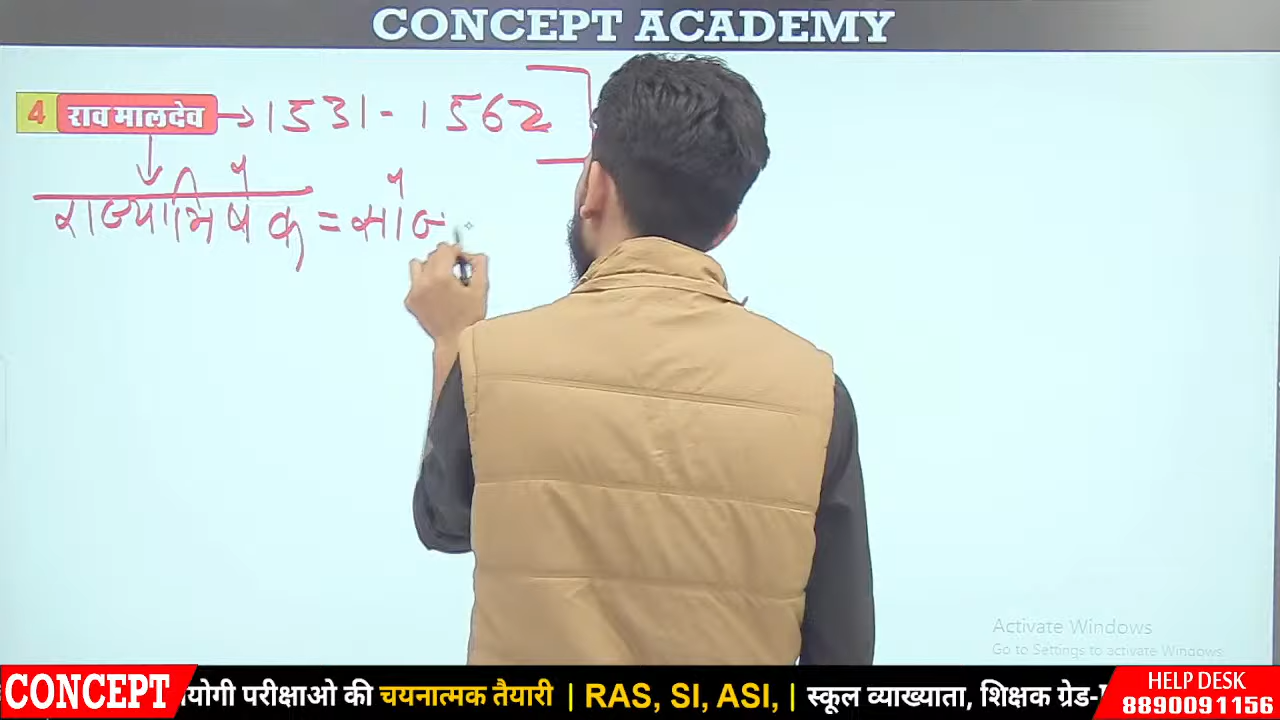 CONCEPT ACADEMY
4 राव मालदेव → 1531 - 1562
राज्याभिषेक = सोज
Activate Windows
Go to Settings to activate Windows.
CONCEPT योगी परीक्षाओ की चयनात्मक तैयारी | RAS, SI, ASI, | स्कूल व्याख्याता, शिक्षक ग्रेड-
HELP DESK
8890091156